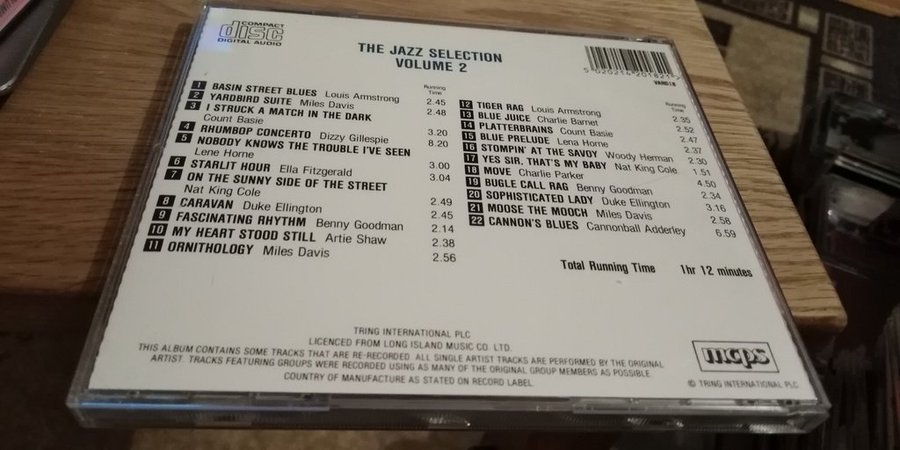 COMPACT
disc
DIGITAL AUDIO
THE JAZZ SELECTION
VOLUME 2
5 020214 201821
Running
Time
1 BASIN STREET BLUES Louis Armstrong 2.45
2 YARDBIRD SUITE Miles Davis 2.48
3 I STRUCK A MATCH IN THE DARK
Count Basie 3.20
4 RHUMBOP CONCERTO Dizzy Gillespie 8.20
5 NOBODY KNOWS THE TROUBLE I'VE SEEN
Lene Horne 3.00
6 STARLIT HOUR Ella Fitzgerald 3.04
7 ON THE SUNNY SIDE OF THE STREET
Nat King Cole 2.49
8 CARAVAN Duke Ellington 2.45
9 FASCINATING RHYTHM Benny Goodman 2.14
10 MY HEART STOOD STILL Artie Shaw 2.38
11 ORNITHOLOGY Miles Davis 2.56
Running
Time
12 TIGER RAG Louis Armstrong 2.35
13 BLUE JUICE Charlie Barnet 2.52
14 PLATTERBRAINS Count Basie 2.47
15 BLUE PRELUDE Lena Horne 2.37
16 STOMPIN' AT THE SAVOY Woody Herman 2.30
17 YES SIR, THAT'S MY BABY Nat King Cole 1.51
18 MOVE Charlie Parker 4.50
19 BUGLE CALL RAG Benny Goodman 2.34
20 SOPHISTICATED LADY Duke Ellington 3.16
21 MOOSE THE MOOCH Miles Davis 2.58
22 CANNON'S BLUES Cannonball Adderley 6.59
Total Running Time 1hr 12 minutes
TRING INTERNATIONAL PLC
LICENCED FROM LONG ISLAND MUSIC CO. LTD.
THIS ALBUM CONTAINS SOME TRACKS THAT ARE RE-RECORDED. ALL SINGLE ARTIST TRACKS ARE PERFORMED BY THE ORIGINAL
ARTIST. TRACKS FEATURING GROUPS WERE RECORDED USING AS MANY OF THE ORIGINAL GROUP MEMBERS AS POSSIBLE.
COUNTRY OF MANUFACTURE AS STATED ON RECORD LABEL.
mcps
© TRING INTERNATIONAL PLC